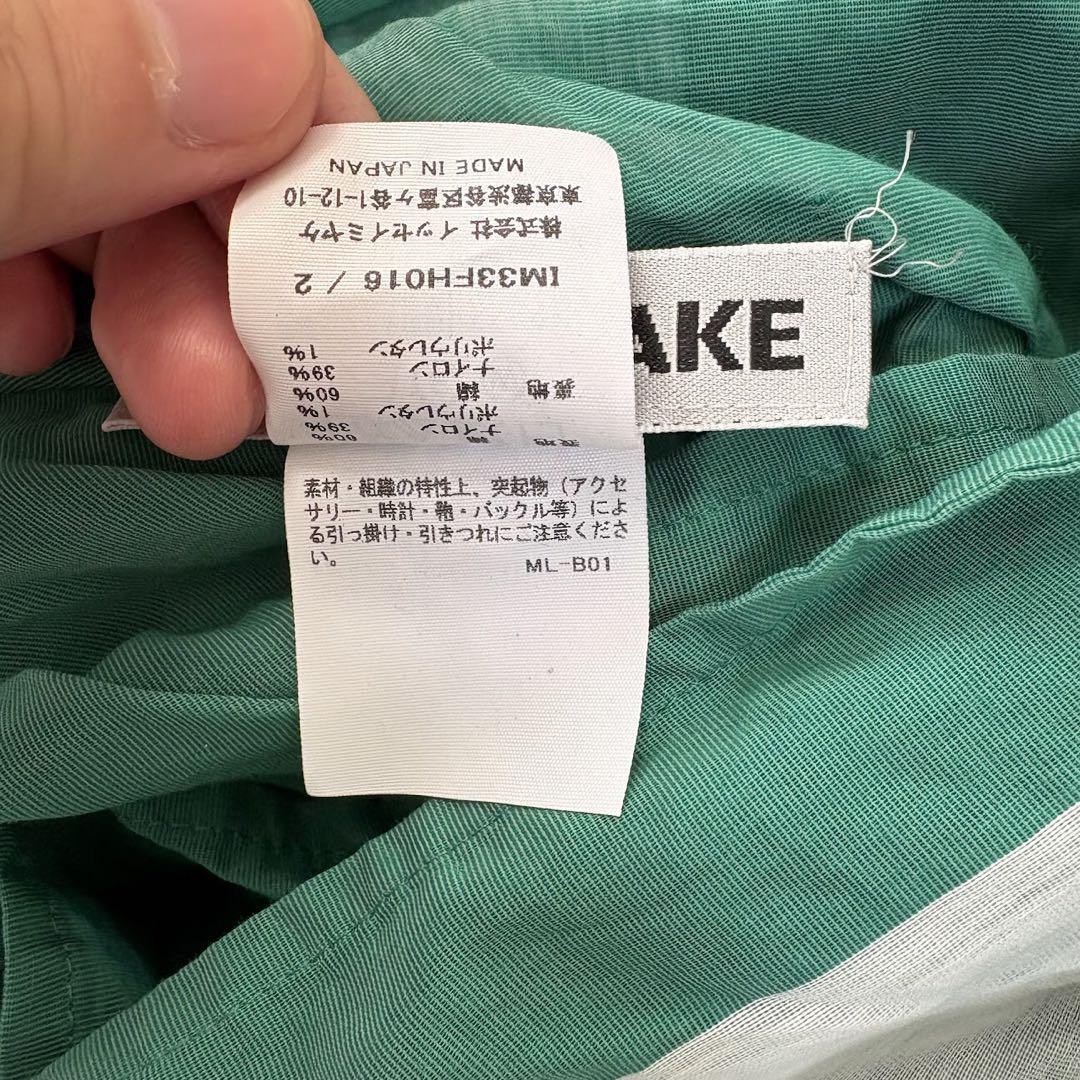 MADE IN JAPAN
東京都渋谷区富ヶ谷1-12-10
株式会社 イッセイミヤケ
IM33FH016 / 2
ポリウレタン 1%
ナイロン 39%
表地 綿 60%
ポリウレタン 1%
ナイロン 39%
表地 綿 60%
AKE
素材・組織の特性上、突起物（アクセ
サリー・時計・鞄・バックル等）によ
る引っ掛け・引きつれにご注意くださ
い。
ML-B01